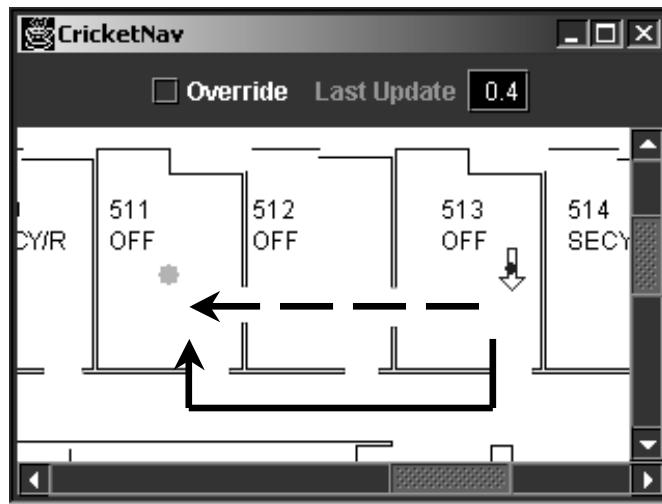 CricketNav
Override Last Update 0.4
511 512 513 514
CY/R OFF OFF OFF SECY